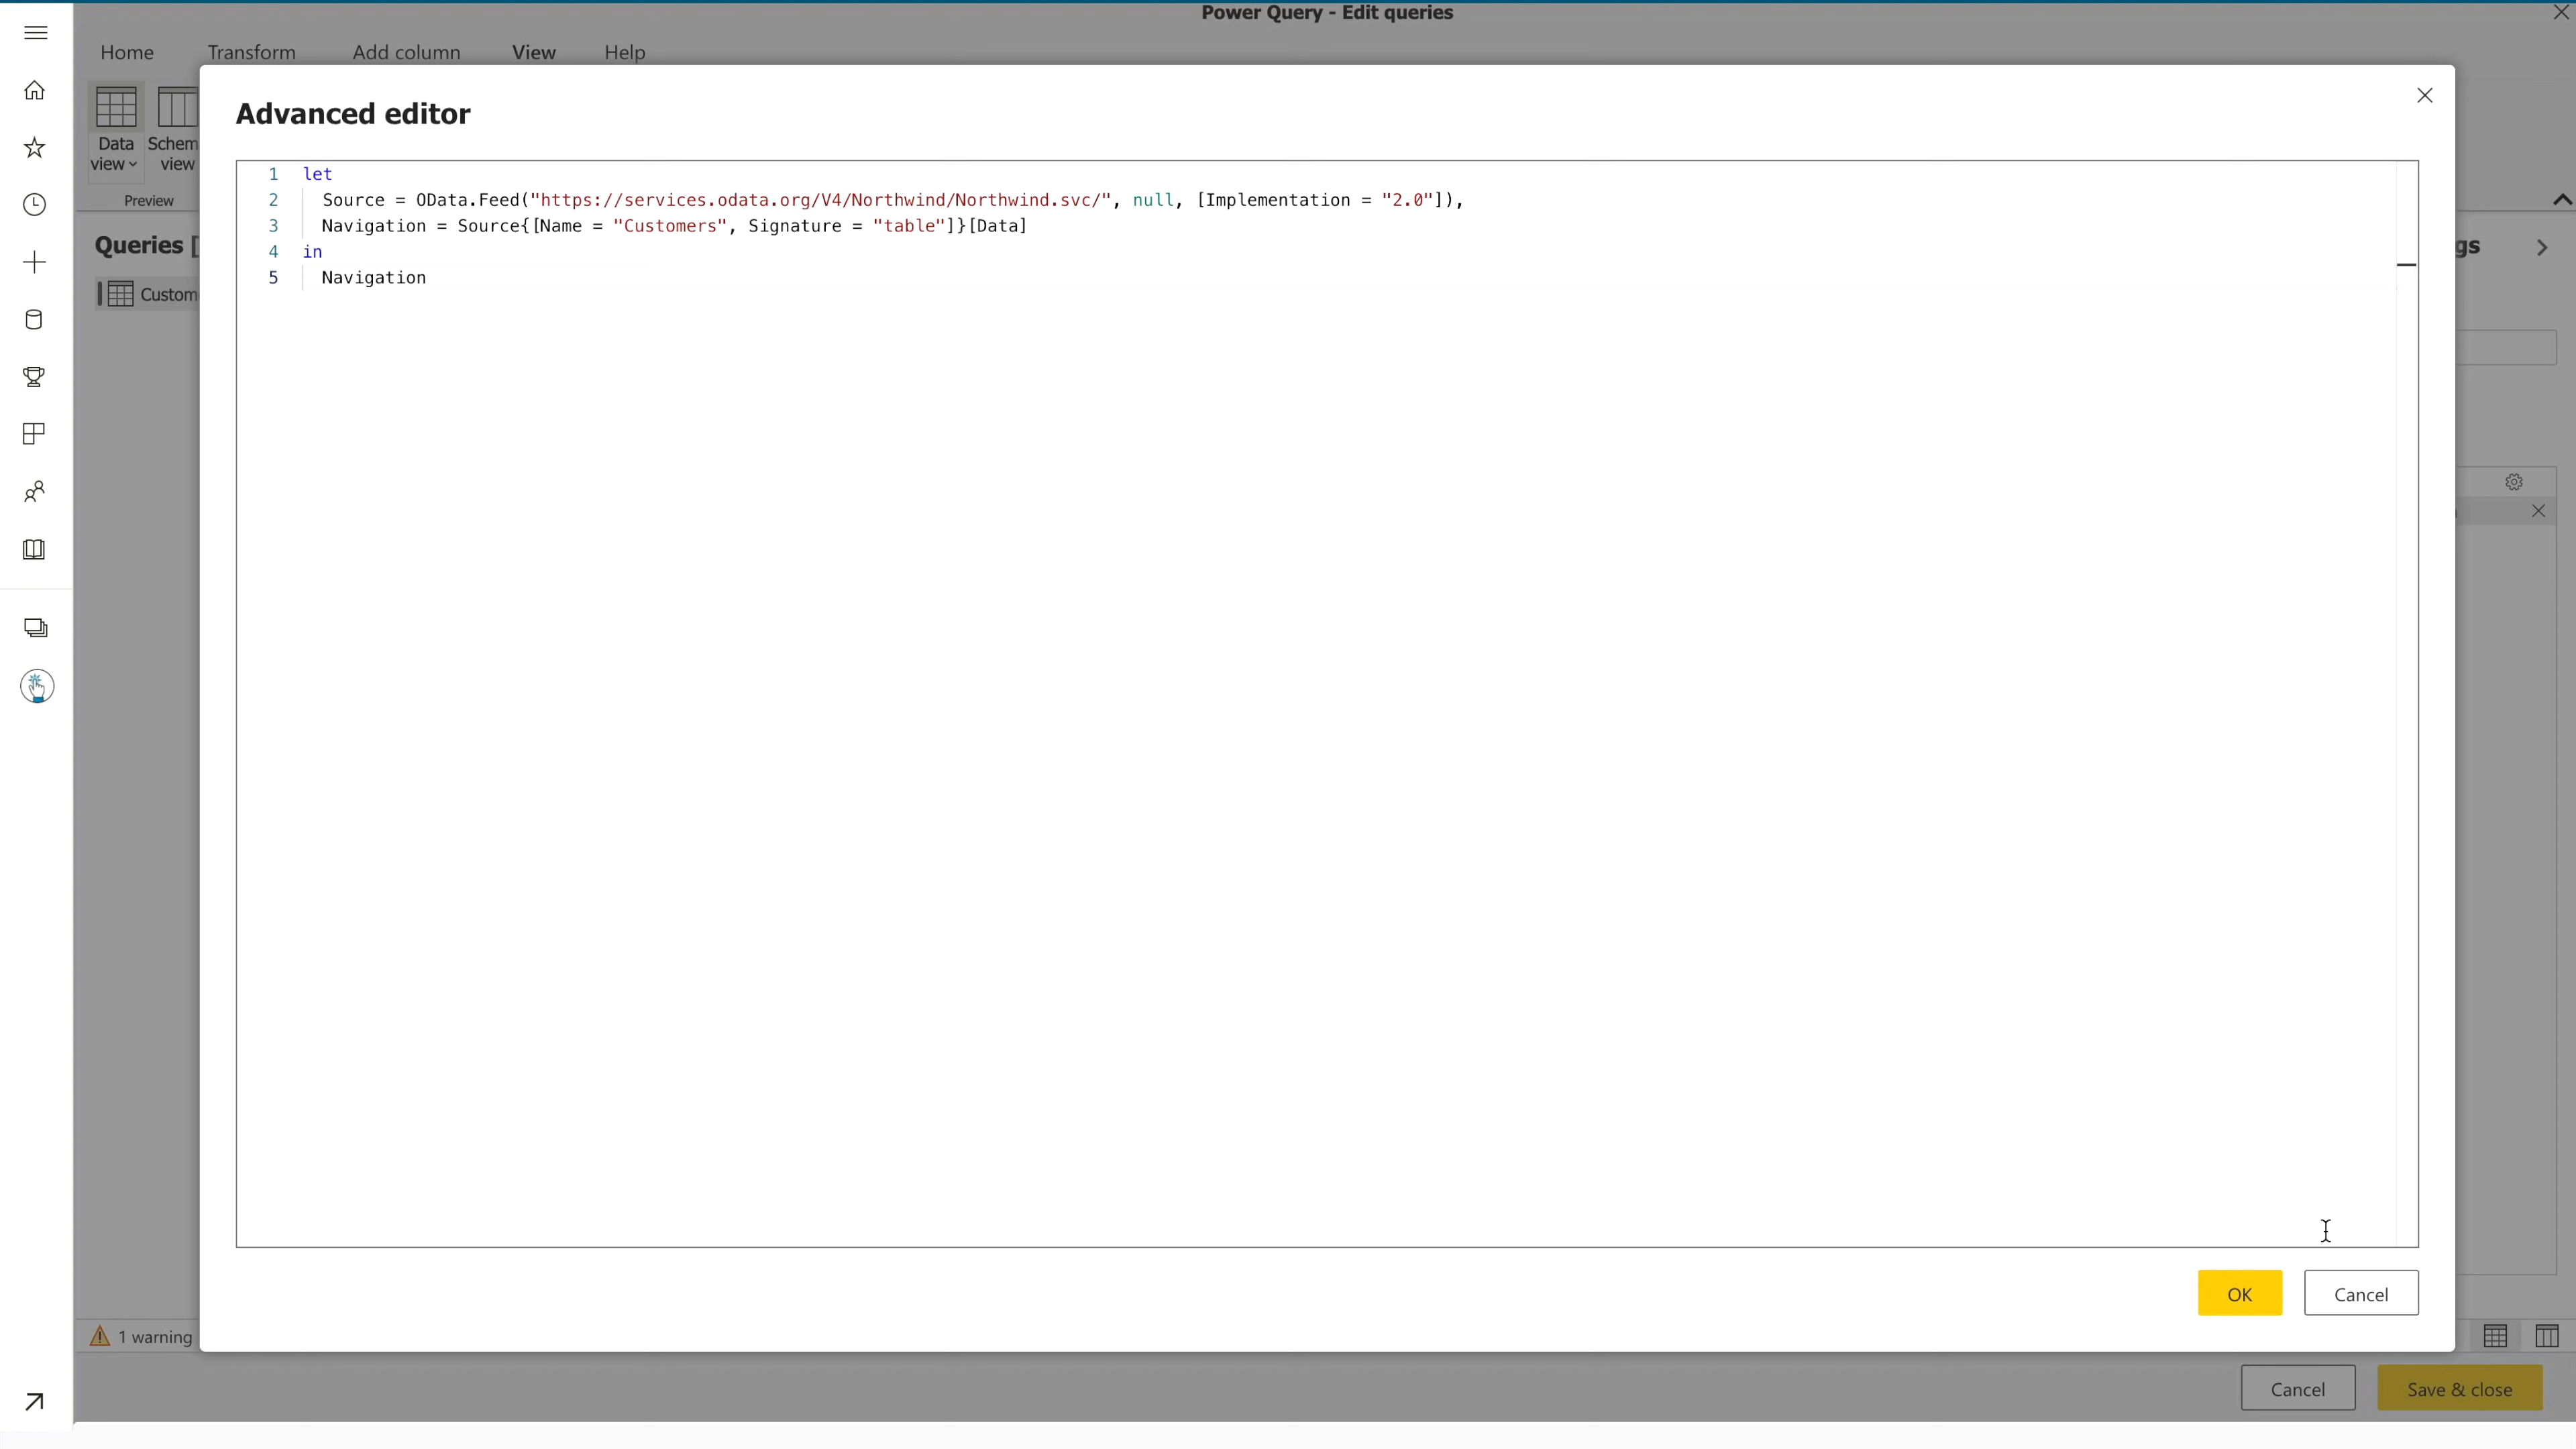 Power Query - Edit queries
Home Transform Add column View Help
Data view
Schem view
Preview
Queries [
Custom
gs
Advanced editor
1 let
2 Source = OData.Feed("https://services.odata.org/V4/Northwind/Northwind.svc/", null, [Implementation = "2.0"]),
3 Navigation = Source{[Name = "Customers", Signature = "table"]}[Data]
4 in
5 Navigation
OK Cancel
1 warning
Cancel Save & close